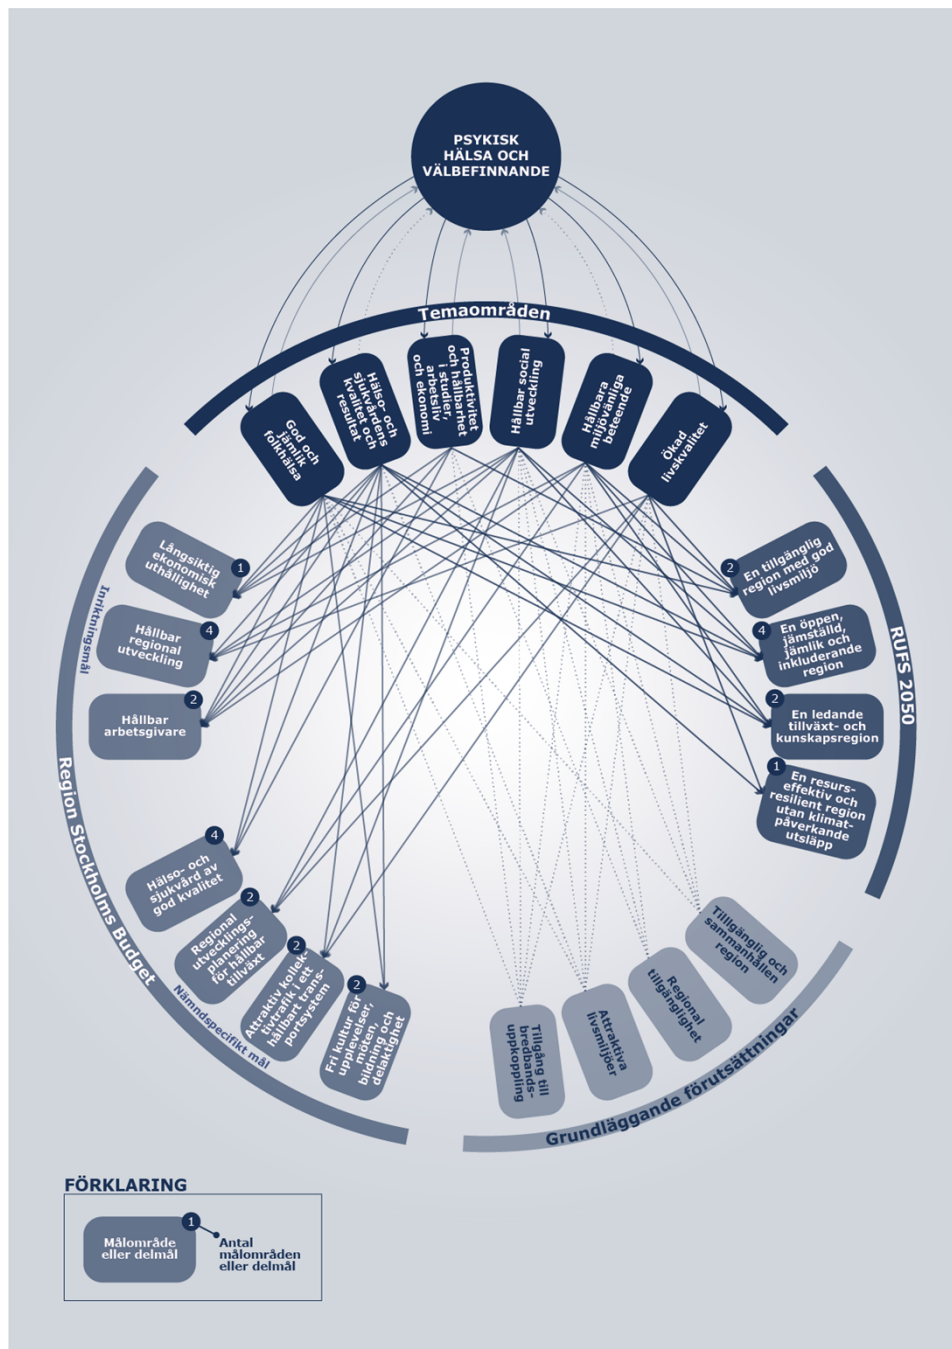 PSYKISK
HÄLSA OCH
VÄLBEFINNANDE
Temaområden
God och
jämlik
folkhälsa
Hälso- och
sjukvårdens
kvalitet och
resultat
Produktivitet
och hållbarhet
i studier,
arbetsliv
och ekonomi
Hållbar social
utveckling
Hållbara
miljövänliga
beteende
Ökad
livskvalitet
Inriktningsmål
Långsiktig
ekonomisk
uthållighet
1
Hållbar
regional
utveckling
4
Hållbar
arbetsgivare
2
Region Stockholms Budget
Hälso- och
sjukvård av
god kvalitet
4
Regional
utvecklings-
planering
för hållbar
tillväxt
2
Attraktiv kollek-
tivtrafik i ett
hållbart trans-
portsystem
2
Fri kultur för
upplevelser,
möten,
bildning och
delaktighet
2
Nämndspecifikt mål
RUFS 2050
2
En tillgänglig
region med god
livsmiljö
4
En öppen,
jämställd,
jämlik och
inkluderande
region
2
En ledande
tillväxt- och
kunskapsregion
1
En resurs-
effektiv och
resilient region
utan klimat-
påverkande
utsläpp
Tilllgänglig och
sammanhållen
region
Regional
tillgänglighet
Attraktiva
livsmiljöer
Tillgång till
bredbands-
uppkoppling
Grundläggande förutsättningar
FÖRKLARING
Målområde
eller delmål
1
Antal
målområden
eller delmål